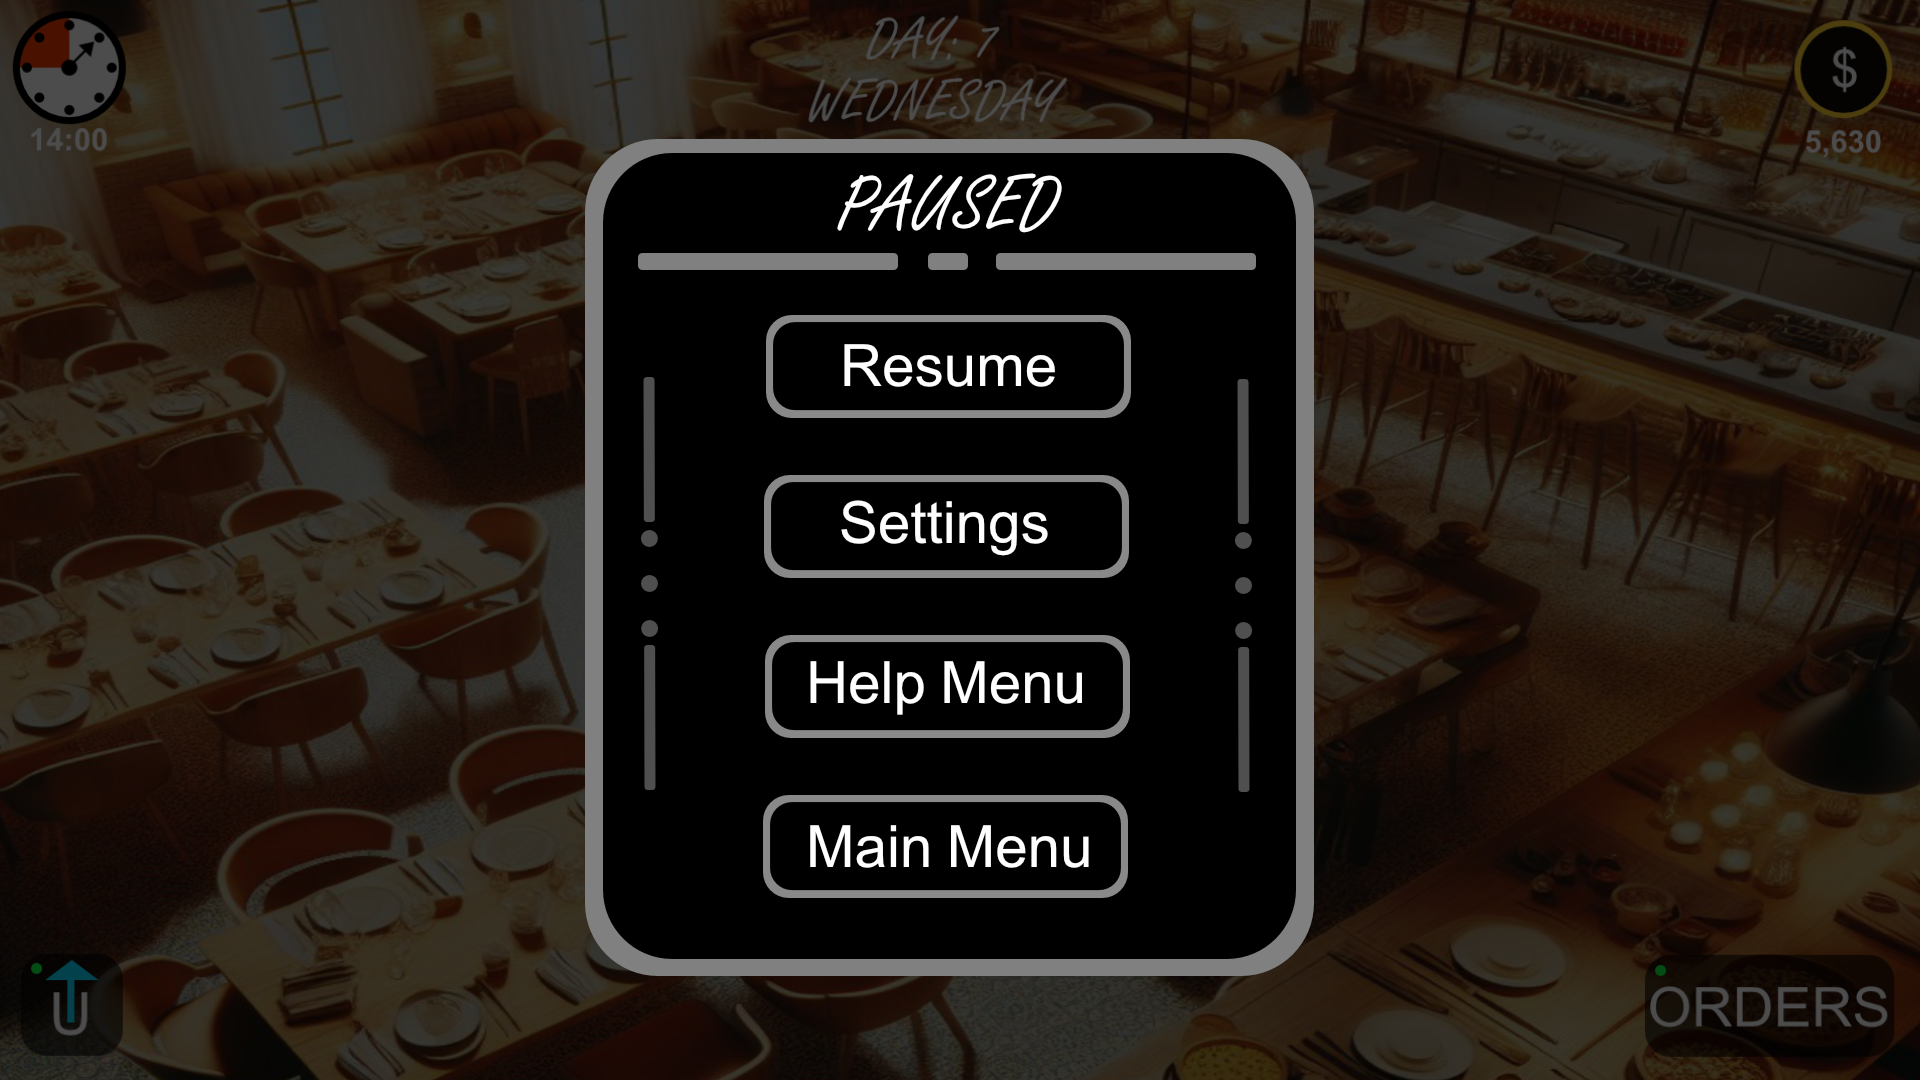 DAY: 7
WEDNESDAY
14:00
$
5,630
PAUSED
Resume
Settings
Help Menu
Main Menu
U
ORDERS